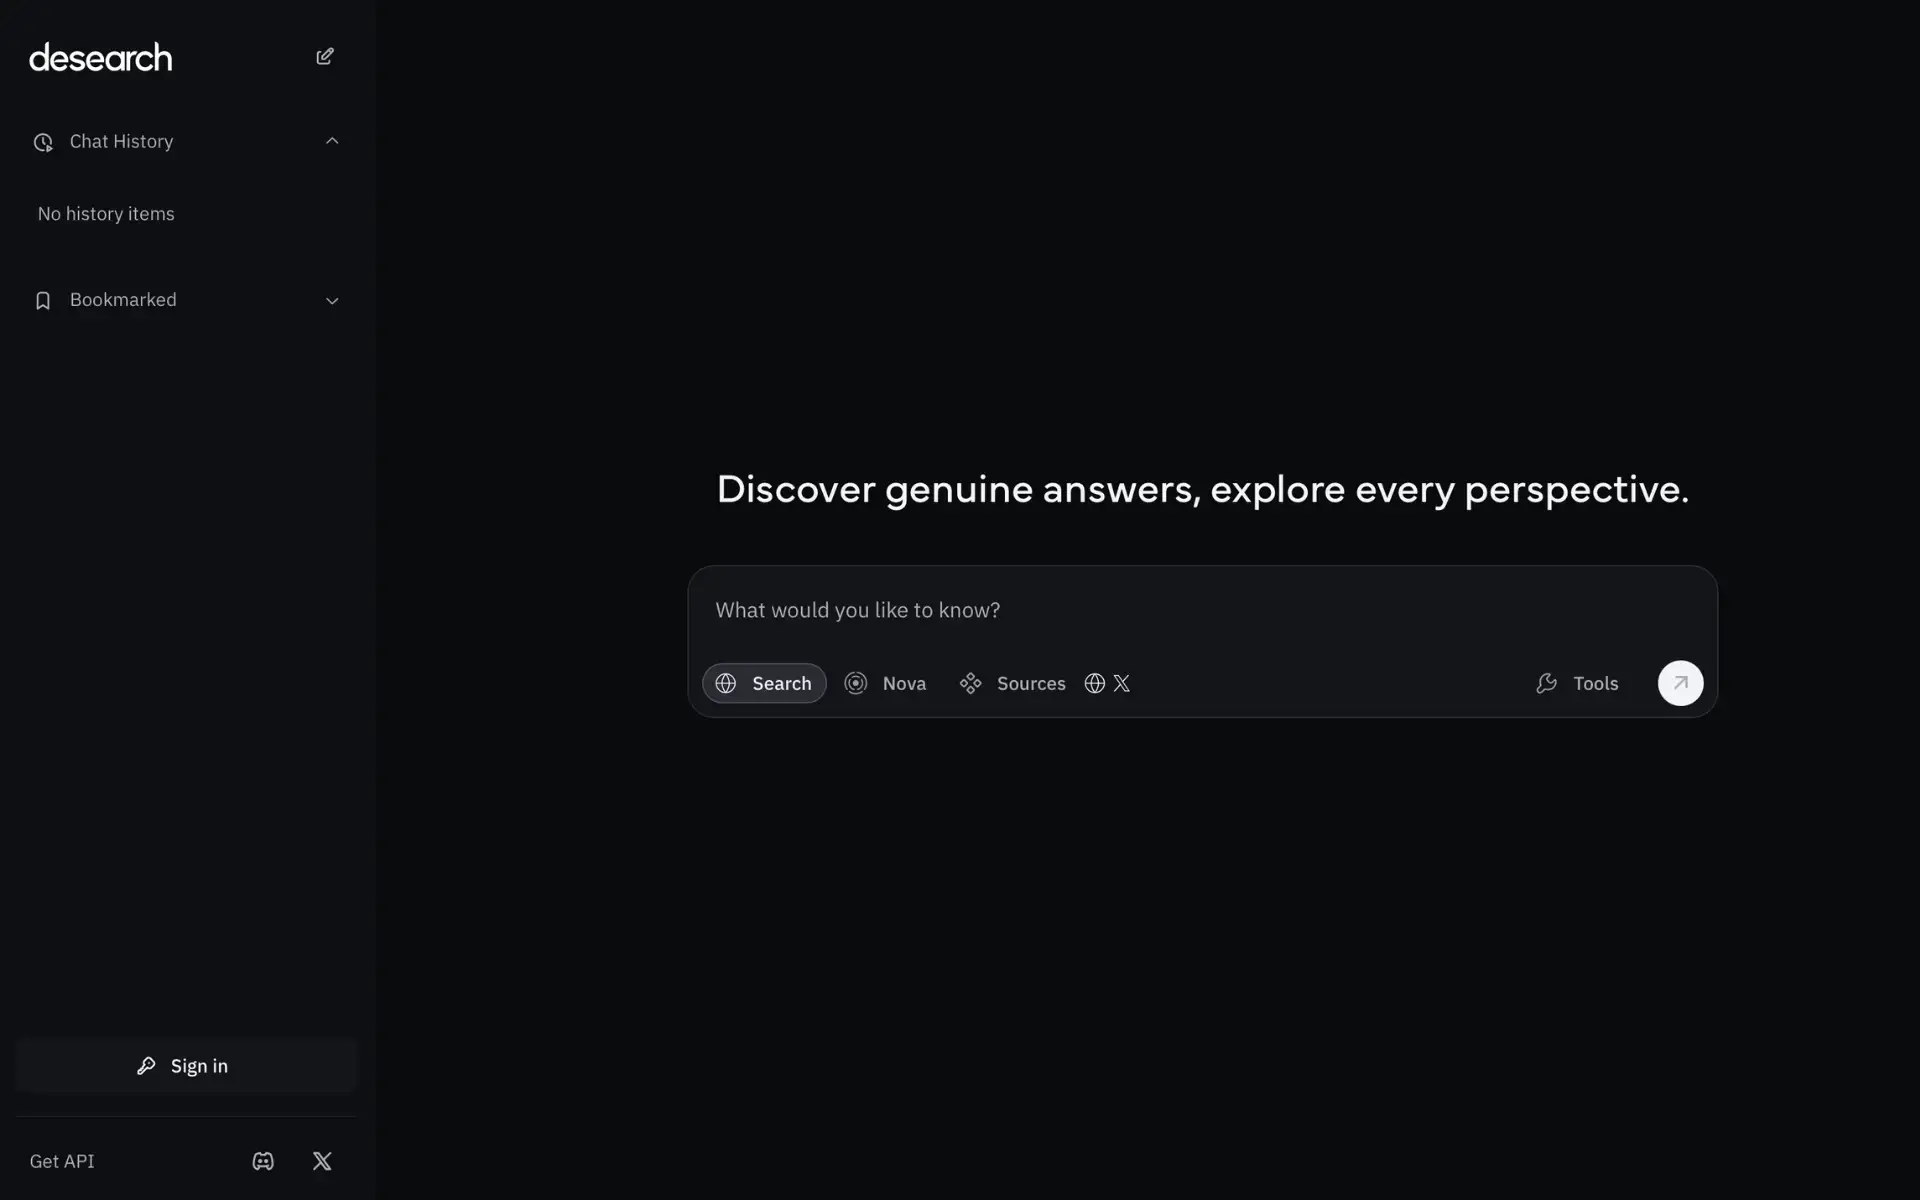 desearch
Chat History
No history items
Bookmarked
Discover genuine answers, explore every perspective.
What would you like to know?
Search Nova Sources Tools
Sign in
Get API